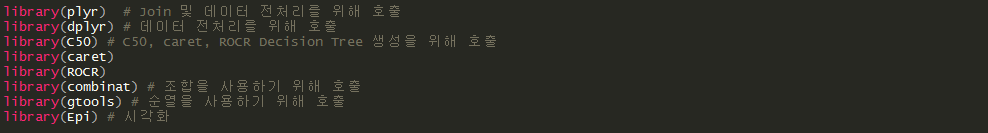 library(plyr)  # Join 및 데이터 전처리를 위해 호출
library(dplyr) # 데이터 전처리를 위해 호출
library(C50) # C50, caret, ROCR Decision Tree 생성을 위해 호출
library(caret)
library(ROCR)
library(combinat) # 조합을 사용하기 위해 호출
library(gtools) # 순열을 사용하기 위해 호출
library(Epi) # 시각화